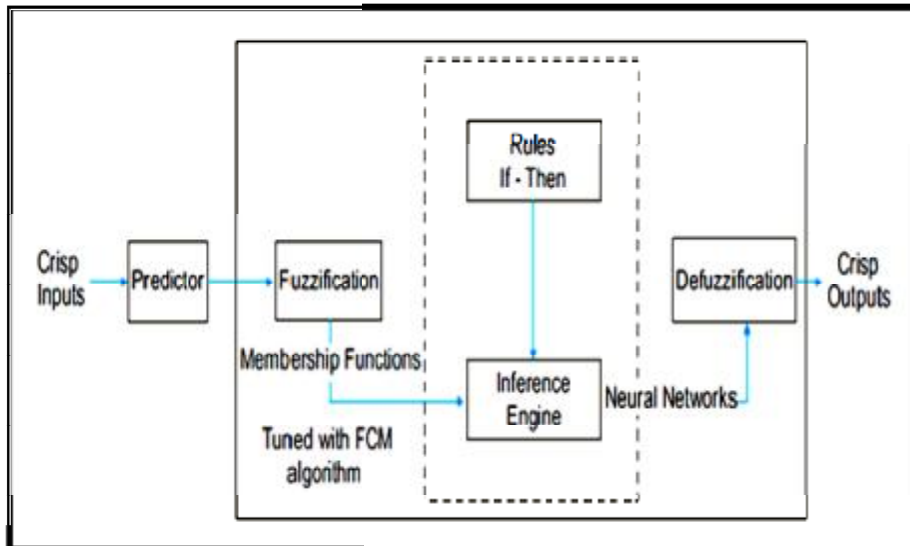 Rules
If - Then
Crisp
Inputs
Predictor
Fuzzification
Defuzzification
Crisp
Outputs
Membership Functions
Inference
Engine
Neural Networks
Tuned with FCM
algorithm